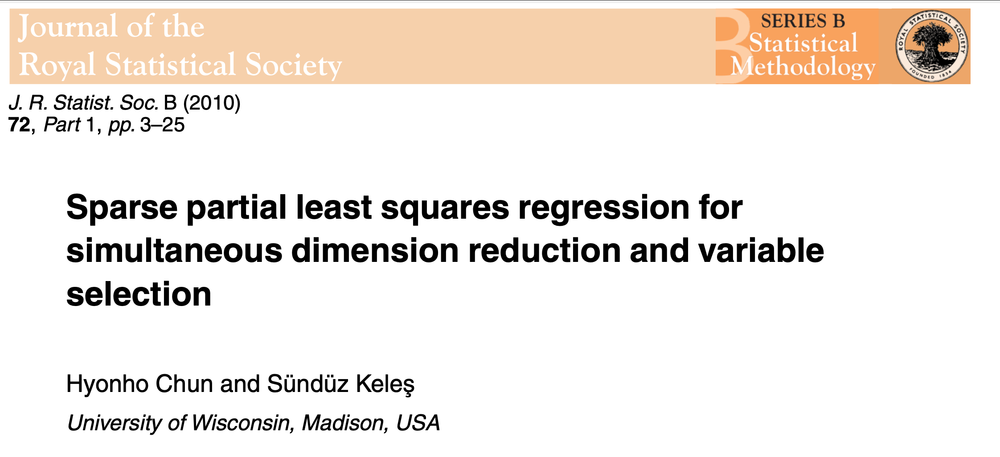 Journal of the
Royal Statistical Society
B
SERIES B
Statistical
Methodology
ROYAL STATISTICAL SOCIETY
FOUNDED 1834
J. R. Statist. Soc. B (2010)
72, Part 1, pp. 3–25
Sparse partial least squares regression for
simultaneous dimension reduction and variable
selection
Hyonho Chun and Sündüz Keleş
University of Wisconsin, Madison, USA